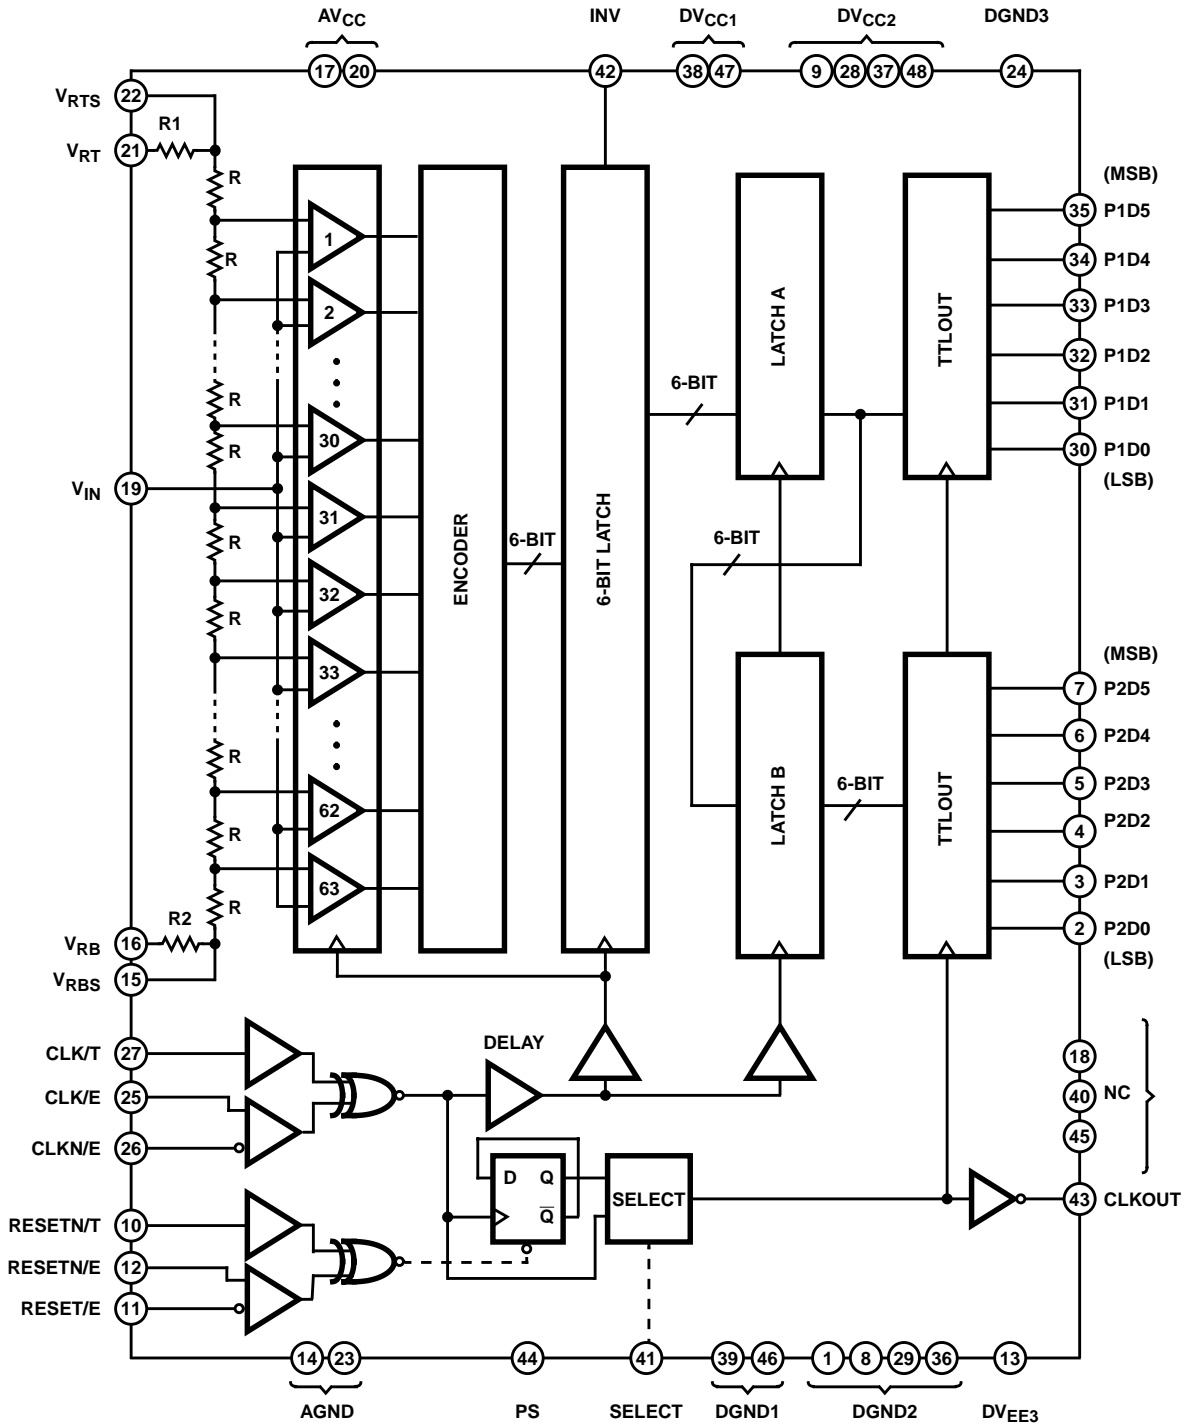 AVCC INV DVCC1 DVCC2 DGND3
17 20 42 38 47 9 28 37 48 24
VRTS 22
R1
VRT 21
R
R
R
R
R
R
R
R
R
R2
VIN 19
VRB 16
VRBS 15
1
2
30
31
32
33
62
63
ENCODER
6-BIT
6-BIT LATCH
6-BIT
LATCH A
6-BIT
LATCH B
6-BIT
TTLOUT
TTLOUT
(MSB)
35 P1D5
34 P1D4
33 P1D3
32 P1D2
31 P1D1
30 P1D0
(LSB)
(MSB)
7 P2D5
6 P2D4
5 P2D3
4 P2D2
3 P2D1
2 P2D0
(LSB)
18
40 NC
45
43 CLKOUT
CLK/T 27
CLK/E 25
CLKN/E 26
DELAY
D Q
Q̅
SELECT
RESETN/T 10
RESETN/E 12
RESET/E 11
14 23 44 41 39 46 1 8 29 36 13
AGND PS SELECT DGND1 DGND2 DVEE3